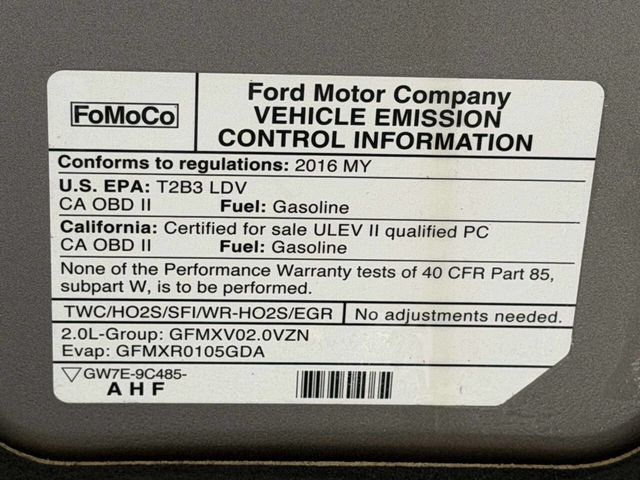 FoMoCo
Ford Motor Company
VEHICLE EMISSION
CONTROL INFORMATION
Conforms to regulations: 2016 MY
U.S. EPA: T2B3 LDV
CA OBD II Fuel: Gasoline
California: Certified for sale ULEV II qualified PC
CA OBD II Fuel: Gasoline
None of the Performance Warranty tests of 40 CFR Part 85,
subpart W, is to be performed.
TWC/HO2S/SFI/WR-HO2S/EGR No adjustments needed.
2.0L-Group: GFMXV02.0VZN
Evap: GFMXR0105GDA
GW7E-9C485-
A H F